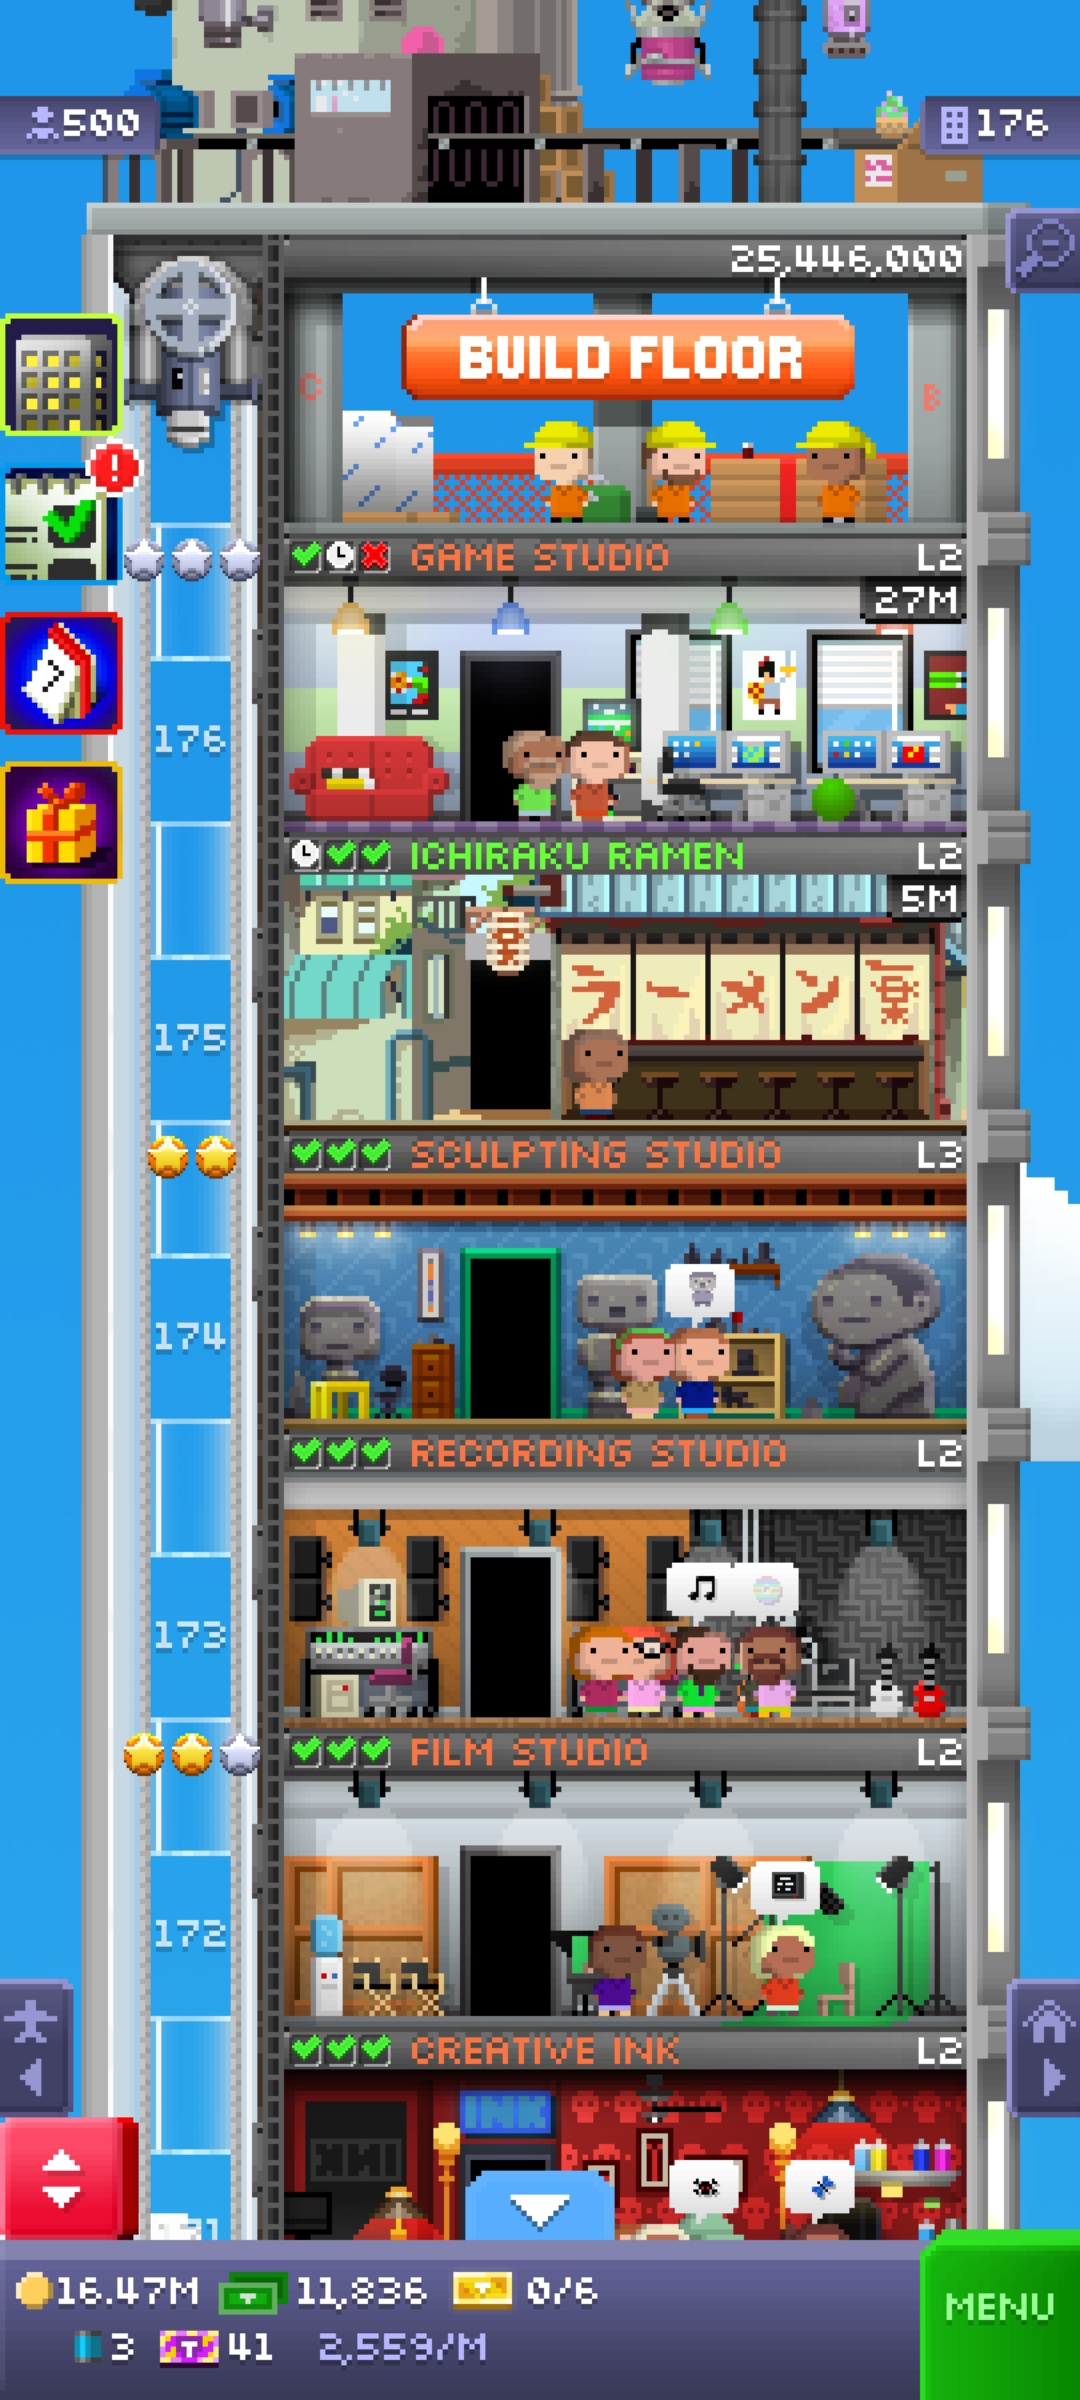 500
176
25,446,000
BUILD FLOOR
C
B
GAME STUDIO L2
27M
176
ICHIRAKU RAMEN L2
5M
ラーメン
175
SCULPTING STUDIO L3
174
RECORDING STUDIO L2
173
FILM STUDIO L2
172
CREATIVE INK L2
INK
16.47M 11,836 0/6
3 41 2,559/M
MENU